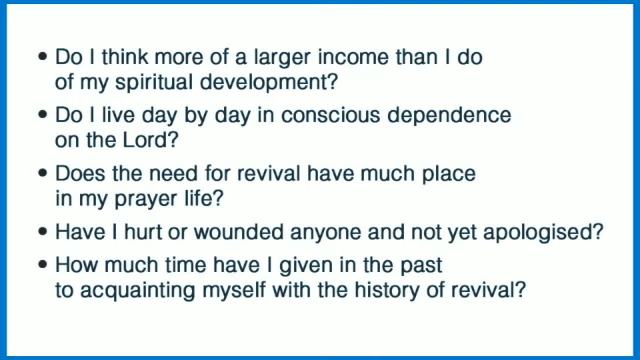 • Do I think more of a larger income than I do
of my spiritual development?
• Do I live day by day in conscious dependence
on the Lord?
• Does the need for revival have much place
in my prayer life?
• Have I hurt or wounded anyone and not yet apologised?
• How much time have I given in the past
to acquainting myself with the history of revival?